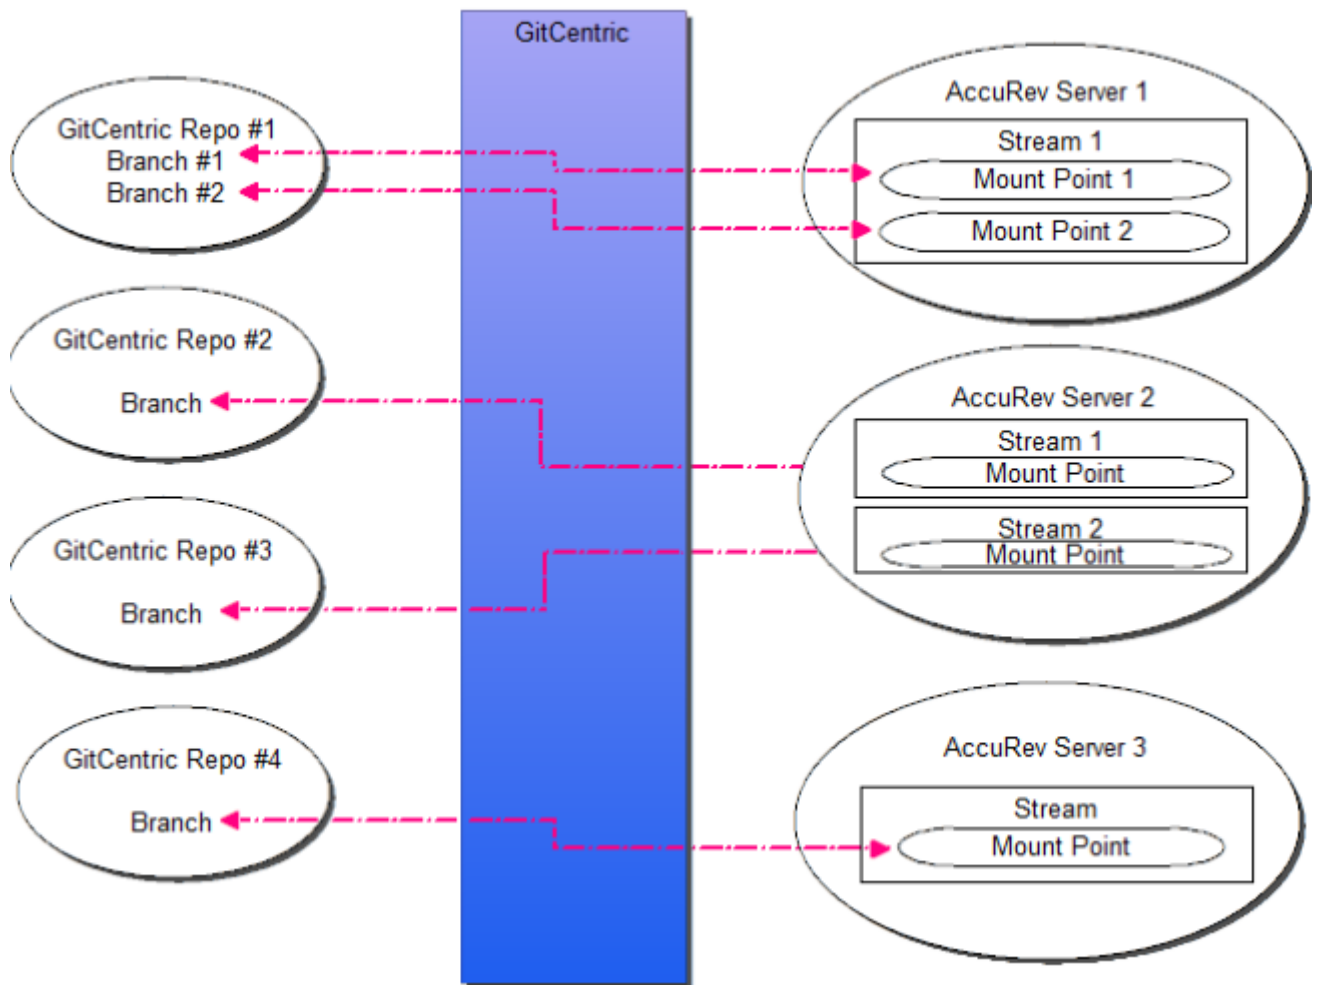 GitCentric
GitCentric Repo #1
Branch #1
Branch #2
GitCentric Repo #2
Branch
GitCentric Repo #3
Branch
GitCentric Repo #4
Branch
AccuRev Server 1
Stream 1
Mount Point 1
Mount Point 2
AccuRev Server 2
Stream 1
Mount Point
Stream 2
Mount Point
AccuRev Server 3
Stream
Mount Point